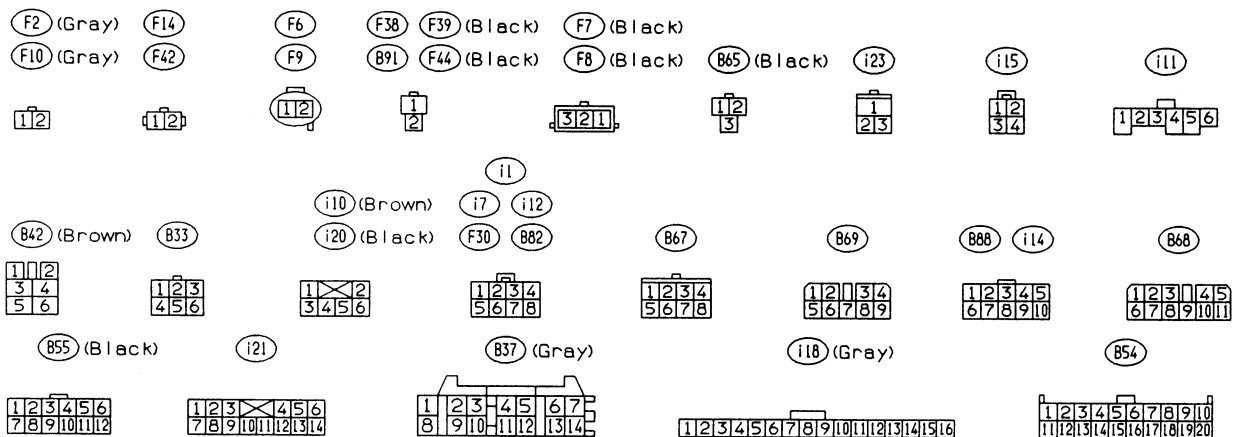 F2 (Gray) F14 F6 F38 F39 (Black) F7 (Black)
F10 (Gray) F42 F9 B91 F44 (Black) F8 (Black) B65 (Black) i23 i15 i11
1 2 1 2 1 2 1 3 2 1 1 2 1 1 2 1 2 3 4 5 6
2 3 2 3 3 4
i1
i10 (Brown) i7 i12
B42 (Brown) B33 i20 (Black) F30 B82 B67 B69 B88 i14 B68
1 2 1 2 3 1 2 1 2 3 4 1 2 3 4 1 2 3 4 1 2 3 4 5 1 2 3 4 5
3 4 4 5 6 3 4 5 6 5 6 7 8 5 6 7 8 5 6 7 8 9 6 7 8 9 10 6 7 8 9 10 11
5 6
B55 (Black) i21 B37 (Gray) i18 (Gray) B54
1 2 3 4 5 6 1 2 3 4 5 6 1 2 3 4 5 6 7 1 2 3 4 5 6 7 8 9 10
7 8 9 10 11 12 7 8 9 10 11 12 13 14 8 9 10 11 12 13 14 1 2 3 4 5 6 7 8 9 10 11 12 13 14 15 16 11 12 13 14 15 16 17 18 19 20